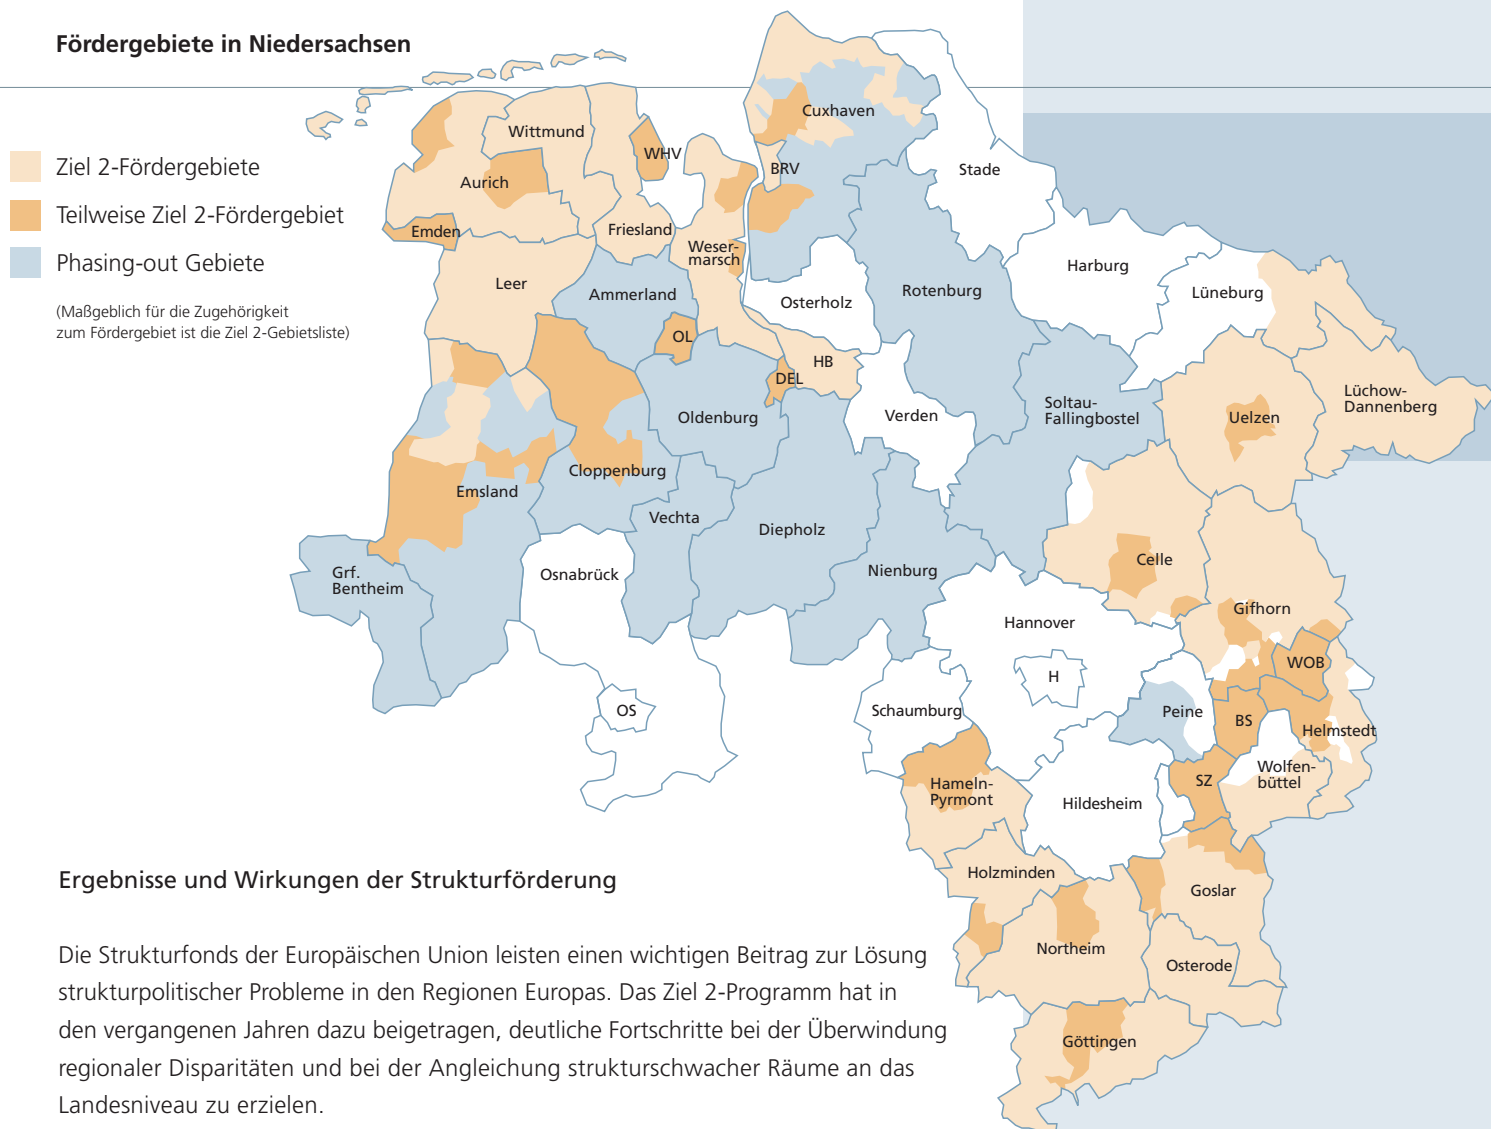 Fördergebiete in Niedersachsen
Ziel 2-Fördergebiete
Teilweise Ziel 2-Fördergebiet
Phasing-out Gebiete
(Maßgeblich für die Zugehörigkeit
zum Fördergebiet ist die Ziel 2-Gebietsliste)
Cuxhaven
Wittmund
WHV
BRV
Stade
Aurich
Emden
Friesland
Weser-
marsch
Leer
Ammerland
Osterholz
Rotenburg
Harburg
Lüneburg
OL
HB
DEL
Oldenburg
Verden
Soltau-
Fallingbostel
Uelzen
Lüchow-
Dannenberg
Cloppenburg
Emsland
Vechta
Diepholz
Grf.
Bentheim
Osnabrück
Nienburg
Celle
Gifhorn
Hannover
H
WOB
OS
Schaumburg
Peine
BS
Helmstedt
Hameln-
Pyrmont
Hildesheim
SZ
Wolfen-
büttel
Holzminden
Goslar
Northeim
Osterode
Göttingen
Ergebnisse und Wirkungen der Strukturförderung
Die Strukturfonds der Europäischen Union leisten einen wichtigen Beitrag zur Lösung
strukturpolitischer Probleme in den Regionen Europas. Das Ziel 2-Programm hat in
den vergangenen Jahren dazu beigetragen, deutliche Fortschritte bei der Überwindung
regionaler Disparitäten und bei der Angleichung strukturschwacher Räume an das
Landesniveau zu erzielen.